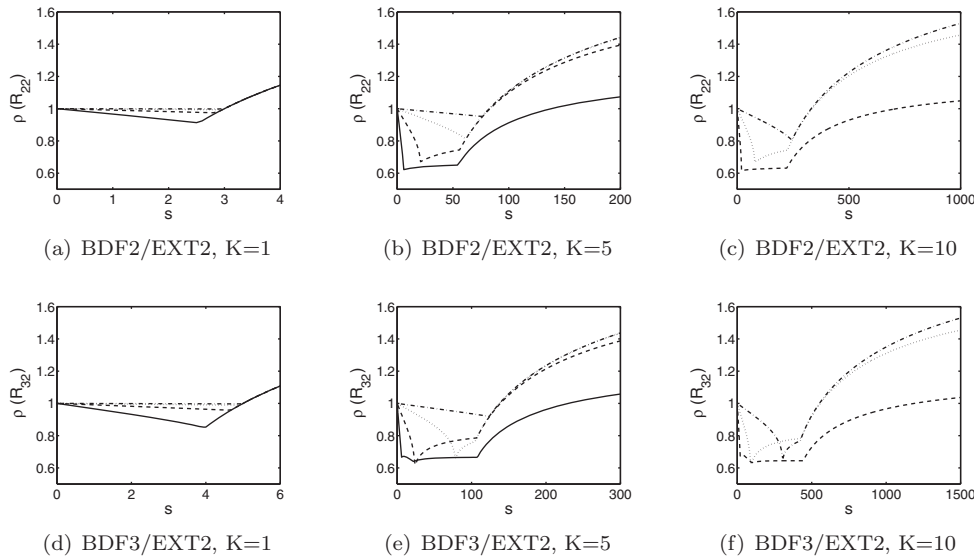 1.6
1.4
1.2
1
0.8
0.6
ρ (R22)
0 1 2 3 4
s
(a) BDF2/EXT2, K=1
1.6
1.4
1.2
1
0.8
0.6
ρ (R22)
0 50 100 150 200
s
(b) BDF2/EXT2, K=5
1.6
1.4
1.2
1
0.8
0.6
ρ (R22)
0 500 1000
s
(c) BDF2/EXT2, K=10
1.6
1.4
1.2
1
0.8
0.6
ρ (R32)
0 2 4 6
s
(d) BDF3/EXT2, K=1
1.6
1.4
1.2
1
0.8
0.6
ρ (R32)
0 100 200 300
s
(e) BDF3/EXT2, K=5
1.6
1.4
1.2
1
0.8
0.6
ρ (R32)
0 500 1000 1500
s
(f) BDF3/EXT2, K=10